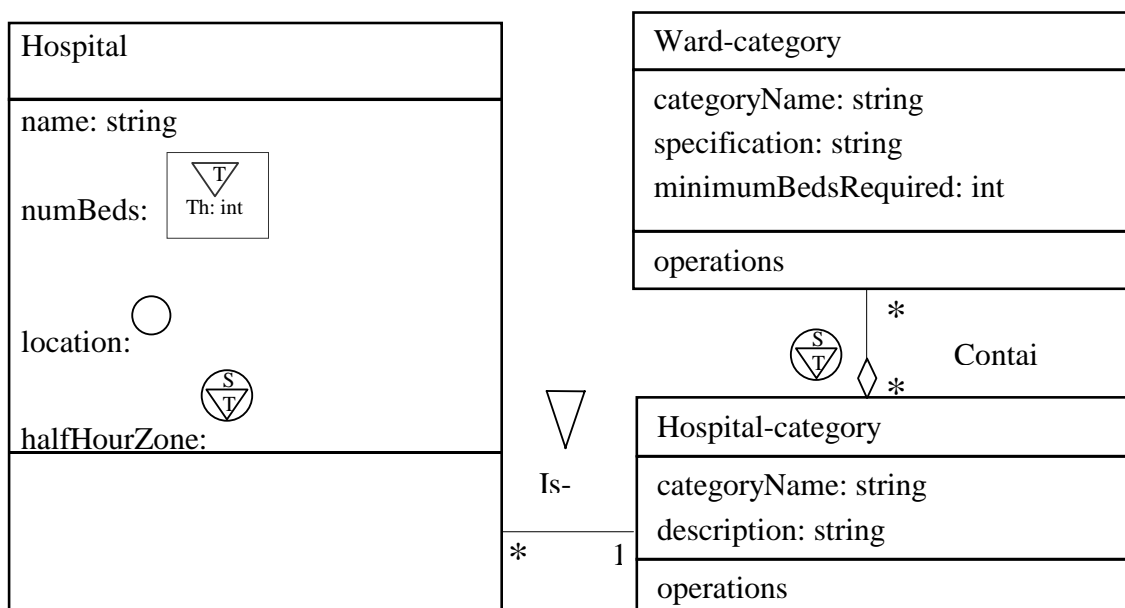 Hospital
name: string
T
numBeds:
Th: int
location:
S
T
halfHourZone:
Ward-category
categoryName: string
specification: string
minimumBedsRequired: int
operations
*
S
T
Contai
*
Hospital-category
categoryName: string
description: string
operations
Is-
* 1